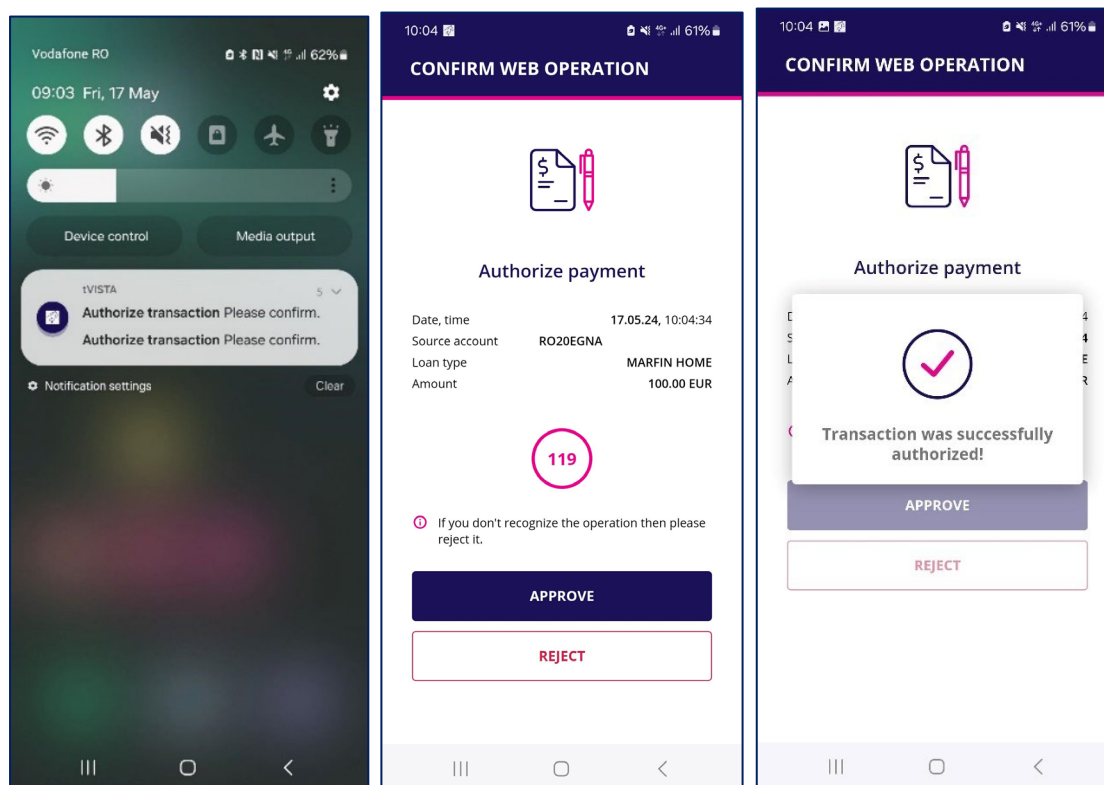 Vodafone RO
62%
09:03 Fri, 17 May
Device control
Media output
tVISTA
5
Authorize transaction Please confirm.
Authorize transaction Please confirm.
Notification settings
Clear
10:04
61%
CONFIRM WEB OPERATION
$
Authorize payment
Date, time 17.05.24, 10:04:34
Source account RO20EGNA
Loan type MARFIN HOME
Amount 100.00 EUR
119
If you don't recognize the operation then please
reject it.
APPROVE
REJECT
10:04
61%
CONFIRM WEB OPERATION
$
Authorize payment
4
4
E
R
Transaction was successfully
authorized!
APPROVE
REJECT